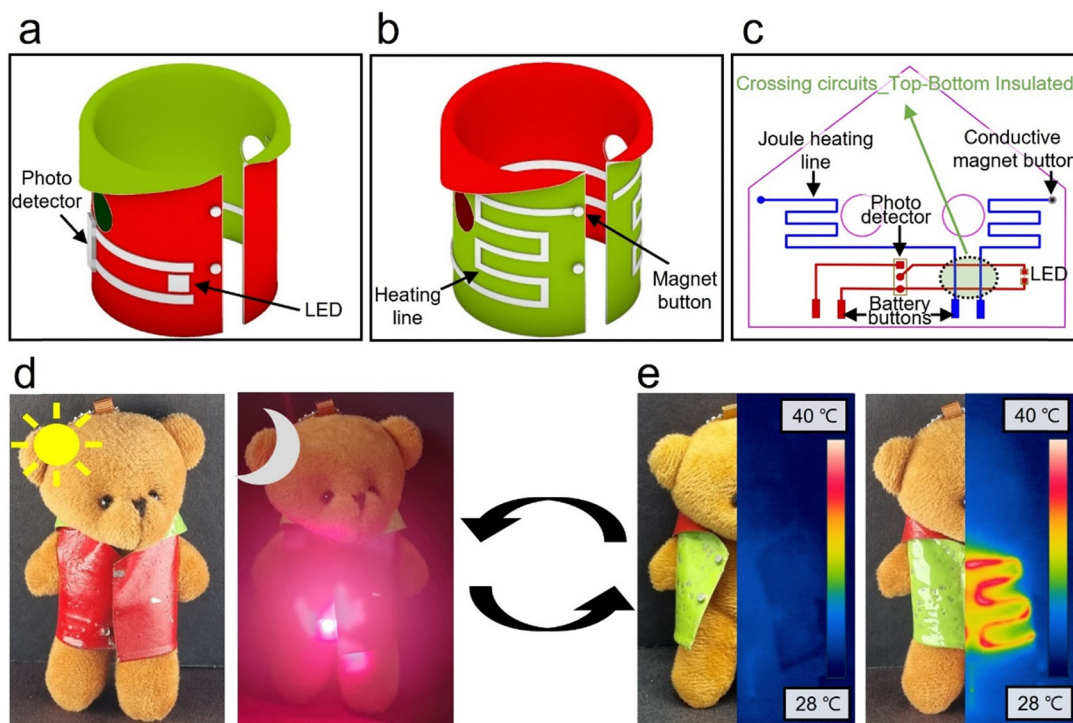 a
b
c
Photo
detector
LED
Heating
line
Magnet
button
Crossing circuits_Top-Bottom Insulated
Joule heating
line
Conductive
magnet button
Photo
detector
LED
Battery
buttons
d
e
40 ℃
28 ℃
40 ℃
28 ℃